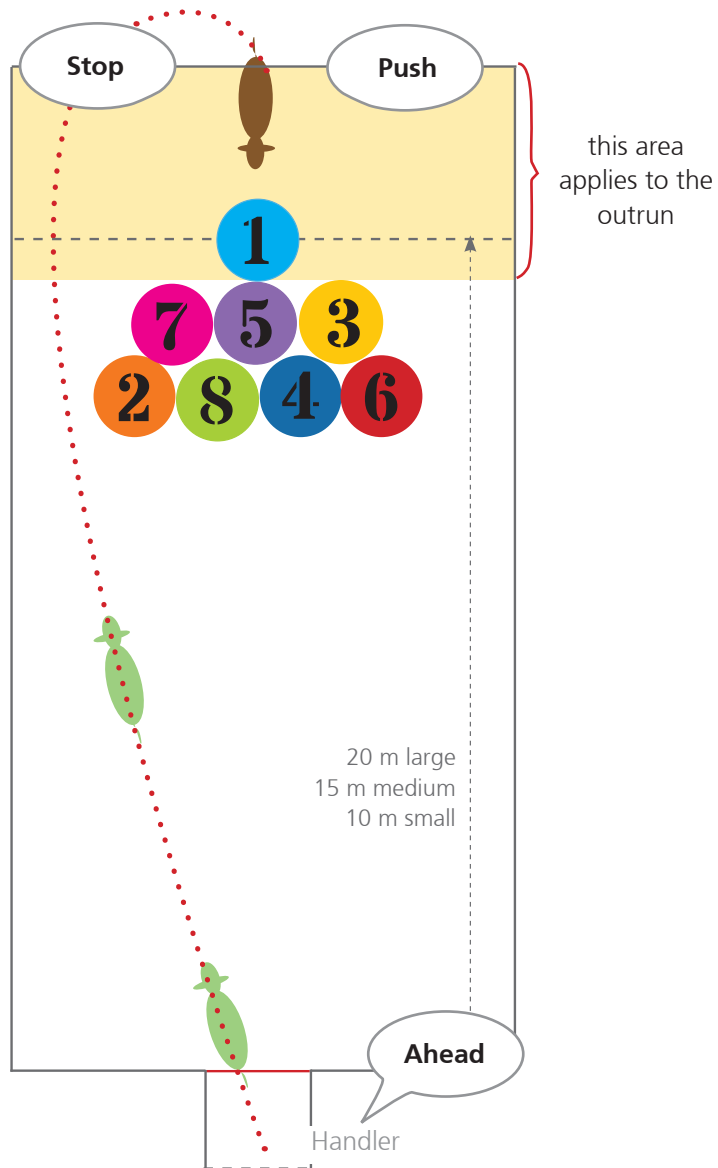 Stop
Push
this area
applies to the
outrun
1
7 5 3
2 8 4 6
20 m large
15 m medium
10 m small
Ahead
Handler